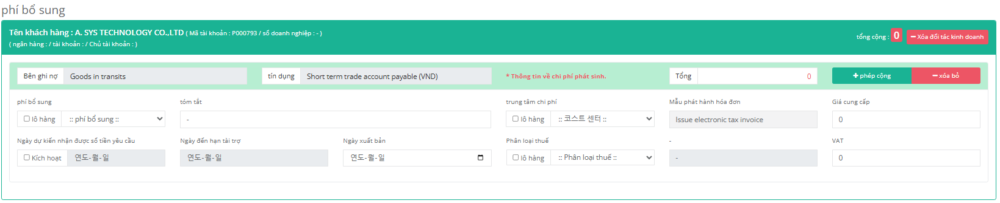 phí bổ sung
Tên khách hàng : A. SYS TECHNOLOGY CO.,LTD ( Mã tài khoản : P000793 / số doanh nghiệp : - )
( ngân hàng : / tài khoản : / Chủ tài khoản : )
tổng cộng : 0 Xóa đối tác kinh doanh
Bên ghi nợ Goods in transits tín dụng Short term trade account payable (VND) * Thông tin về chi phí phát sinh. Tổng 0 phép cộng xóa bỏ
phí bổ sung tóm tắt trung tâm chi phí Mẫu phát hành hóa đơn Giá cung cấp
lô hàng :: phí bổ sung :: - lô hàng :: 코스트 센터 :: Issue electronic tax invoice 0
Ngày dự kiến nhận được số tiền yêu cầu Ngày đến hạn tài trợ Ngày xuất bản Phân loại thuế - VAT
Kích hoạt 연도-월-일 연도-월-일 연도-월-일 lô hàng :: Phân loại thuế :: - 0